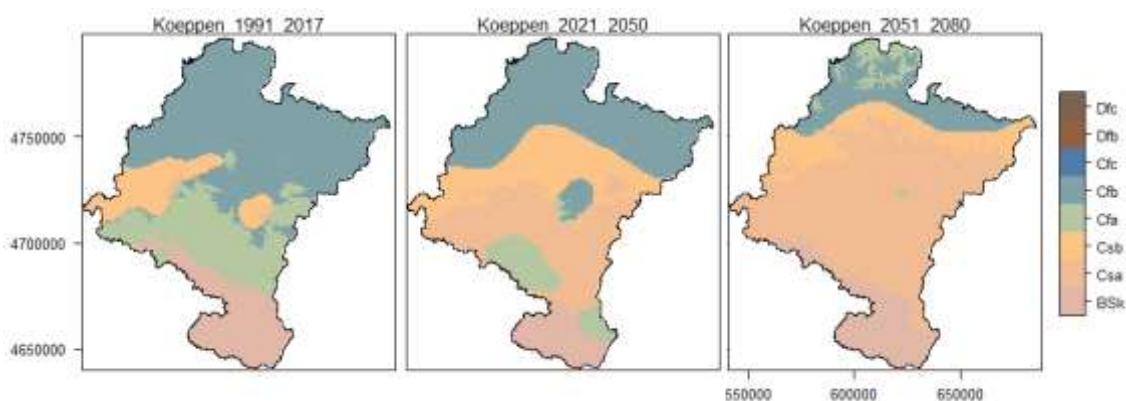 Koeppen_1991_2017
Koeppen_2021_2050
Koeppen_2051_2080
4750000
4700000
4650000
550000
600000
650000
Dfc
Dfb
Cfc
Cfb
Cfa
Csb
Csa
BSk